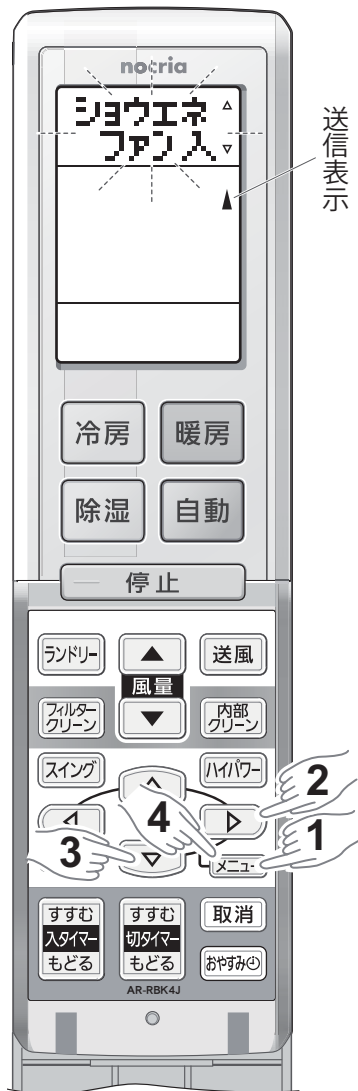 nocria
ショウエネ
ファン入
送信表示
冷房
暖房
除湿
自動
停止
ランドリー
風量
送風
フィルター
クリーン
内部
クリーン
スイング
ハイパワー
2
4
3
1
メニュー
すすむ
入タイマー
もどる
すすむ
切タイマー
もどる
取消
おやすみ
AR-RBK4J